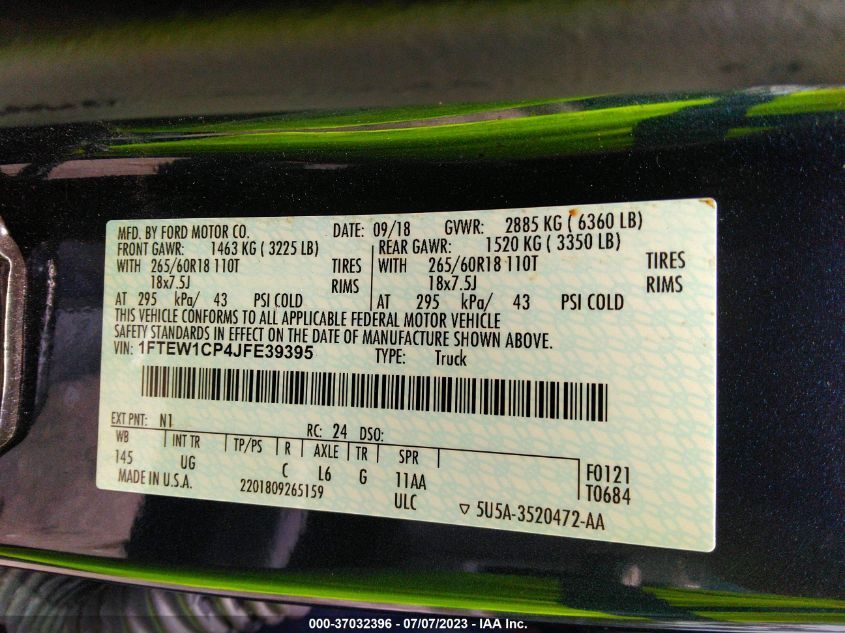 MFD. BY FORD MOTOR CO. DATE: 09/18 GVWR: 2885 KG ( 6360 LB)
FRONT GAWR: 1463 KG ( 3225 LB) REAR GAWR: 1520 KG ( 3350 LB)
WITH 265/60R18 110T TIRES WITH 265/60R18 110T TIRES
18x7.5J RIMS 18x7.5J RIMS
AT 295 kPa/ 43 PSI COLD AT 295 kPa/ 43 PSI COLD
THIS VEHICLE CONFORMS TO ALL APPLICABLE FEDERAL MOTOR VEHICLE
SAFETY STANDARDS IN EFFECT ON THE DATE OF MANUFACTURE SHOWN ABOVE.
VIN: 1FTEW1CP4JFE39395 TYPE: Truck
EXT PNT: N1 RC: 24 DSO:
WB INT TR TP/PS R AXLE TR SPR
145 UG C L6 G 11AA F0121
MADE IN U.S.A. 2201809265159 ULC T0684
5U5A-3520472-AA
000-37032396 - 07/07/2023 - IAA Inc.